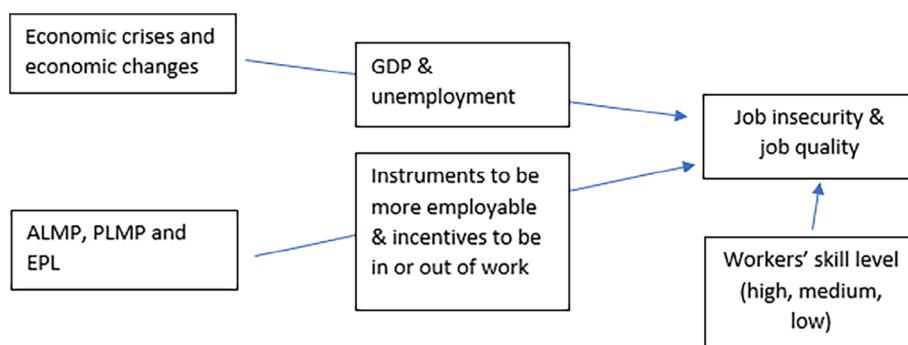 Economic crises and
economic changes
GDP &
unemployment
Job insecurity &
job quality
Instruments to be
more employable
& incentives to be
in or out of work
ALMP, PLMP and
EPL
Workers’ skill level
(high, medium,
low)